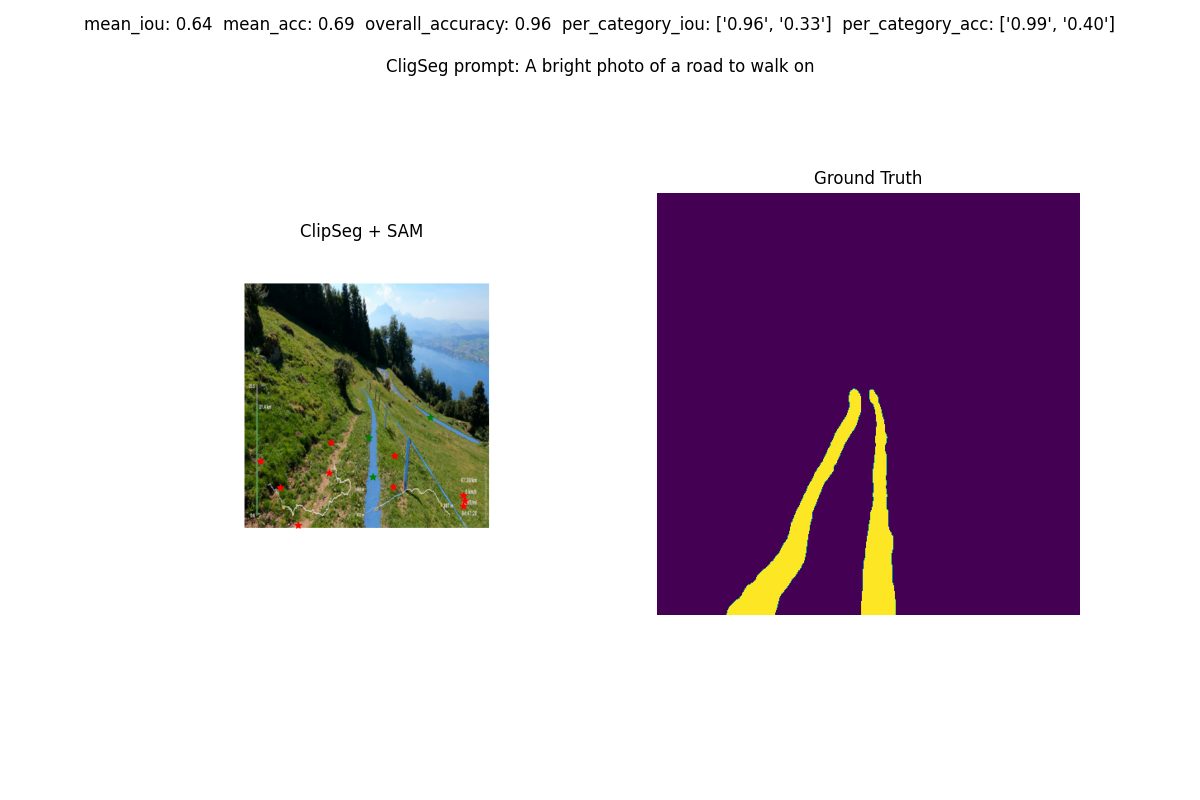 mean_iou: 0.64  mean_acc: 0.69  overall_accuracy: 0.96  per_category_iou: ['0.96', '0.33']  per_category_acc: ['0.99', '0.40']
CligSeg prompt: A bright photo of a road to walk on
Ground Truth
ClipSeg + SAM